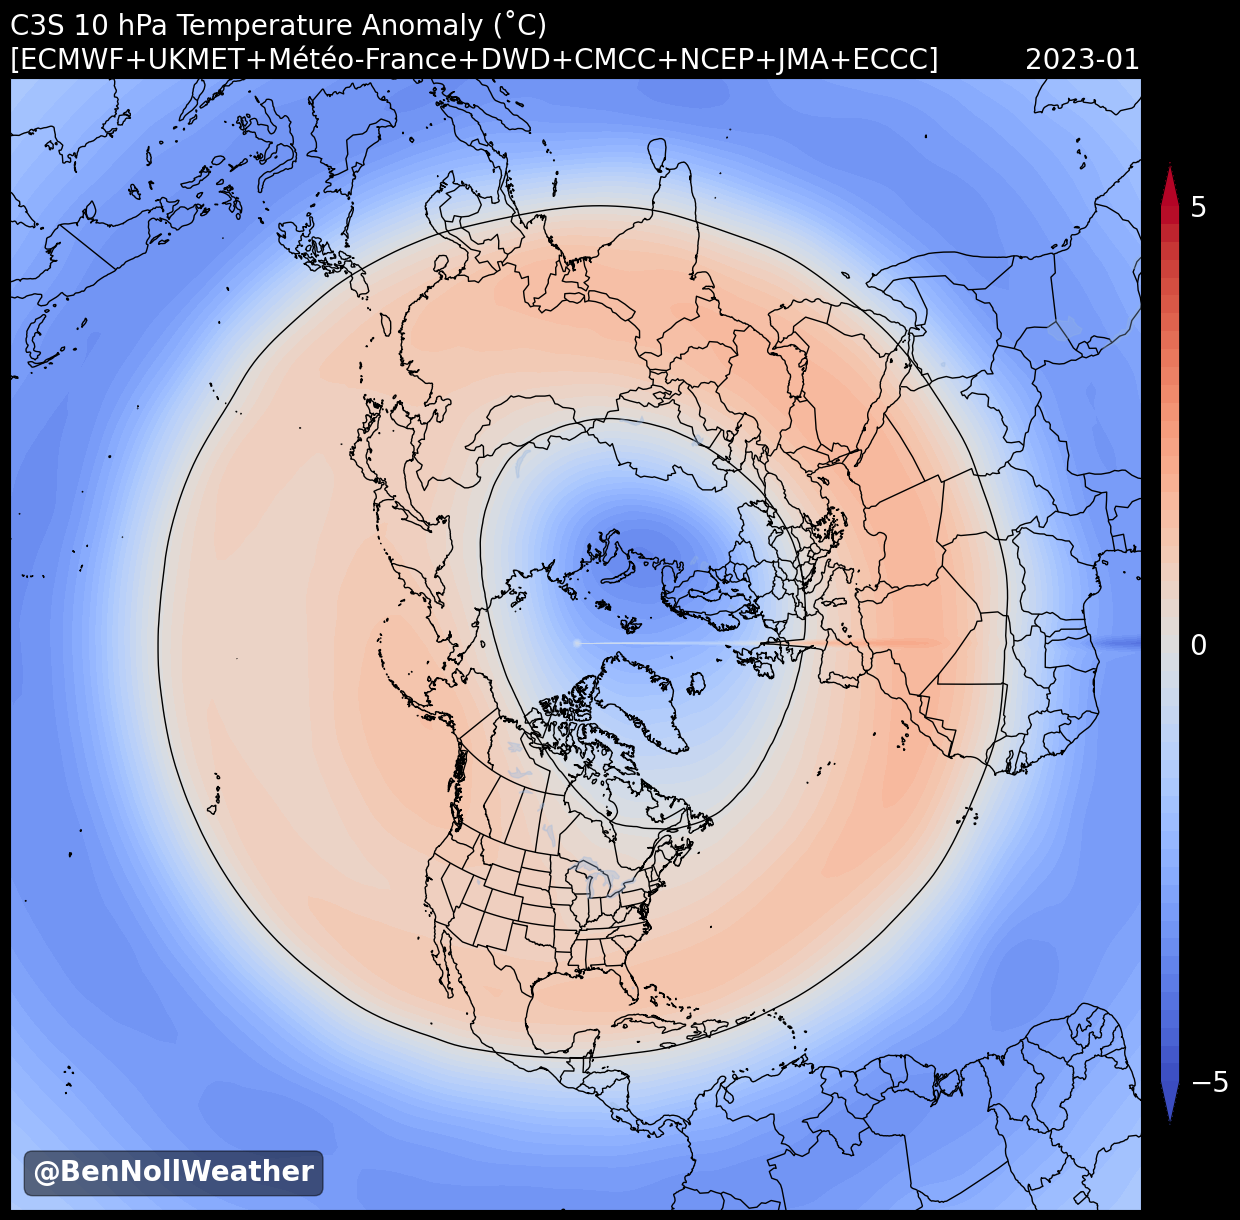 C3S 10 hPa Temperature Anomaly (˚C)
[ECMWF+UKMET+Météo-France+DWD+CMCC+NCEP+JMA+ECCC] 2023-01
5
0
−5
@BenNollWeather